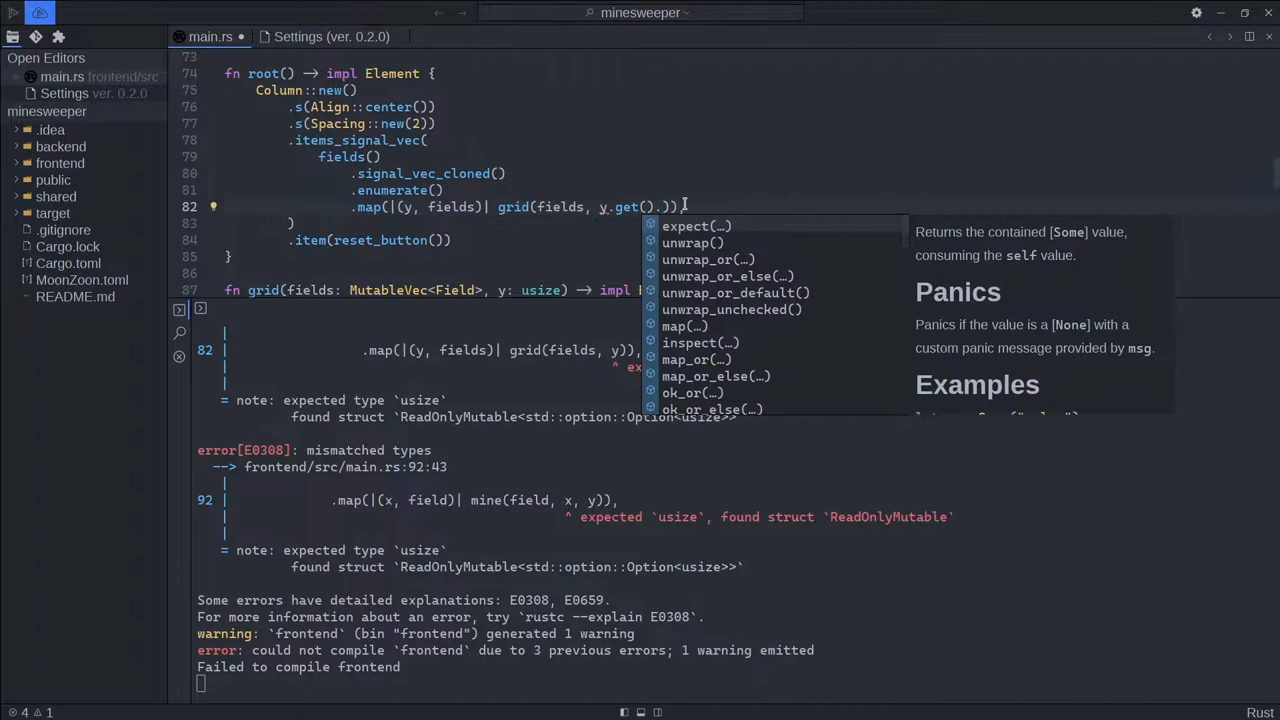 minesweeper
main.rs
Settings (ver. 0.2.0)
Open Editors
main.rs frontend/src
Settings ver. 0.2.0
minesweeper
.idea
backend
frontend
public
shared
target
.gitignore
Cargo.lock
Cargo.toml
MoonZoon.toml
README.md
73
74 fn root() -> impl Element {
75 Column::new()
76 .s(Align::center())
77 .s(Spacing::new(2))
78 .items_signal_vec(
79 fields()
80 .signal_vec_cloned()
81 .enumerate()
82 .map(|(y, fields)| grid(fields, y.get().)),
83 )
84 .item(reset_button())
85 }
86
87 fn grid(fields: MutableVec<Field>, y: usize) -> impl E
expect(…)
unwrap()
unwrap_or(…)
unwrap_or_else(…)
unwrap_or_default()
unwrap_unchecked()
map(…)
inspect(…)
map_or(…)
map_or_else(…)
ok_or(…)
ok_or_else(…)
Returns the contained [Some] value,
consuming the self value.
Panics
Panics if the value is a [None] with a
custom panic message provided by msg.
Examples
|
82 | .map(|(y, fields)| grid(fields, y)),
| ^ ex
|
= note: expected type `usize`
found struct `ReadOnlyMutable<std::option::Option<usize>>`
error[E0308]: mismatched types
--> frontend/src/main.rs:92:43
|
92 | .map(|(x, field)| mine(field, x, y)),
| ^ expected `usize`, found struct `ReadOnlyMutable`
|
= note: expected type `usize`
found struct `ReadOnlyMutable<std::option::Option<usize>>`
Some errors have detailed explanations: E0308, E0659.
For more information about an error, try `rustc --explain E0308`.
warning: `frontend` (bin "frontend") generated 1 warning
error: could not compile `frontend` due to 3 previous errors; 1 warning emitted
Failed to compile frontend
4 1
Rust